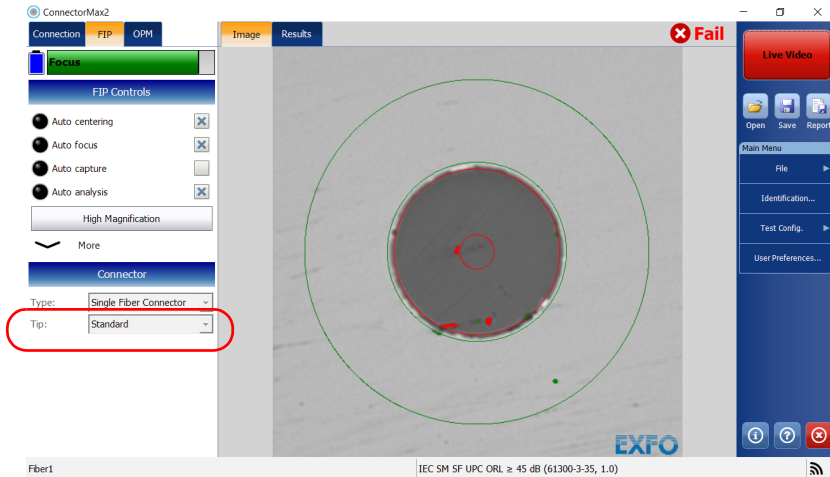 ConnectorMax2
Connection FIP OPM
Focus
FIP Controls
Auto centering
Auto focus
Auto capture
Auto analysis
High Magnification
More
Connector
Type: Single Fiber Connector
Tip: Standard
Image Results
Fail
EXFO
Live Video
Open Save Report
Main Menu
File
Identification...
Test Config.
User Preferences...
Fiber1
IEC SM SF UPC ORL ≥ 45 dB (61300-3-35, 1.0)